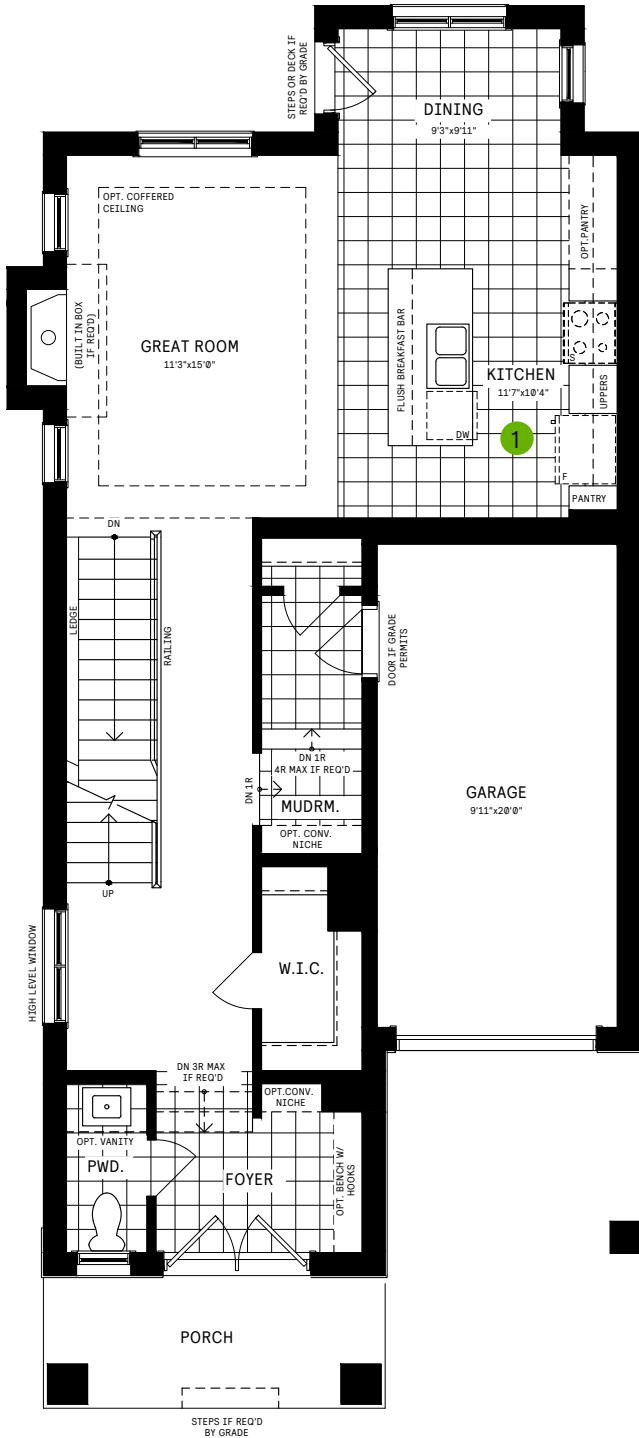 STEPS OR DECK IF
REQ'D BY GRADE
DINING
9'3"x9'11"
OPT. COFFERED
CEILING
OPT.PANTRY
(BUILT IN BOX
IF REQ'D)
GREAT ROOM
11'3"x15'0"
FLUSH BREAKFAST BAR
S
KITCHEN
11'7"x10'4"
UPPERS
DW
1
F
PANTRY
DN
LEDGE
RAILING
DOOR IF GRADE
PERMITS
DN 1R
4R MAX IF REQ'D
DN 1R
MUDRM.
OPT. CONV.
NICHE
GARAGE
9'11"x20'0"
UP
HIGH LEVEL WINDOW
W.I.C.
DN 3R MAX
IF REQ'D
OPT.CONV.
NICHE
OPT. VANITY
PWD.
FOYER
OPT. BENCH W/
HOOKS
PORCH
STEPS IF REQ'D
BY GRADE